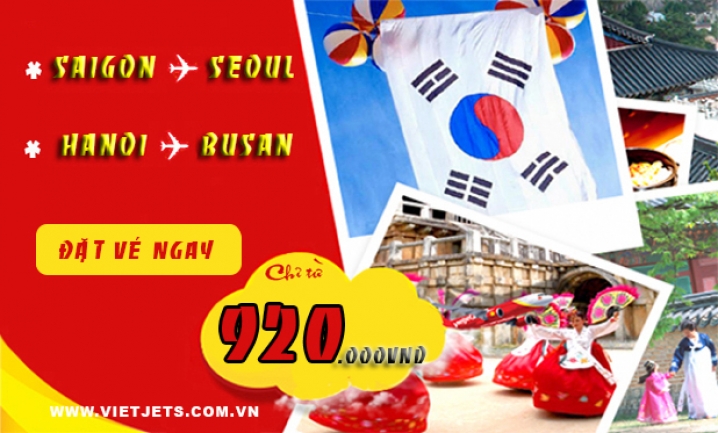 * SAIGON ✈ SEOUL
* HANOI ✈ BUSAN
ĐẶT VÉ NGAY
Chỉ từ
920.000VND
WWW.VIETJETS.COM.VN